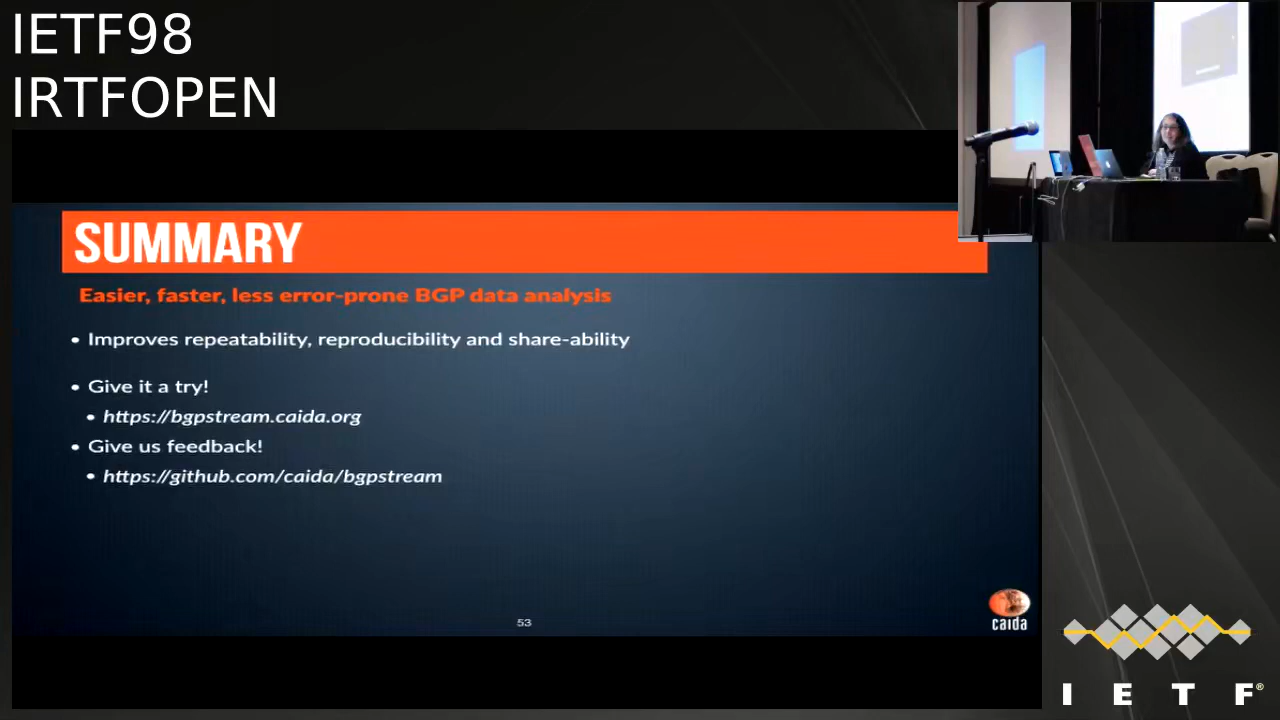 IETF98
IRTFOPEN
SUMMARY
Easier, faster, less error-prone BGP data analysis
• Improves repeatability, reproducibility and share-ability
• Give it a try!
• https://bgpstream.caida.org
• Give us feedback!
• https://github.com/caida/bgpstream
53
caida
I E T F®